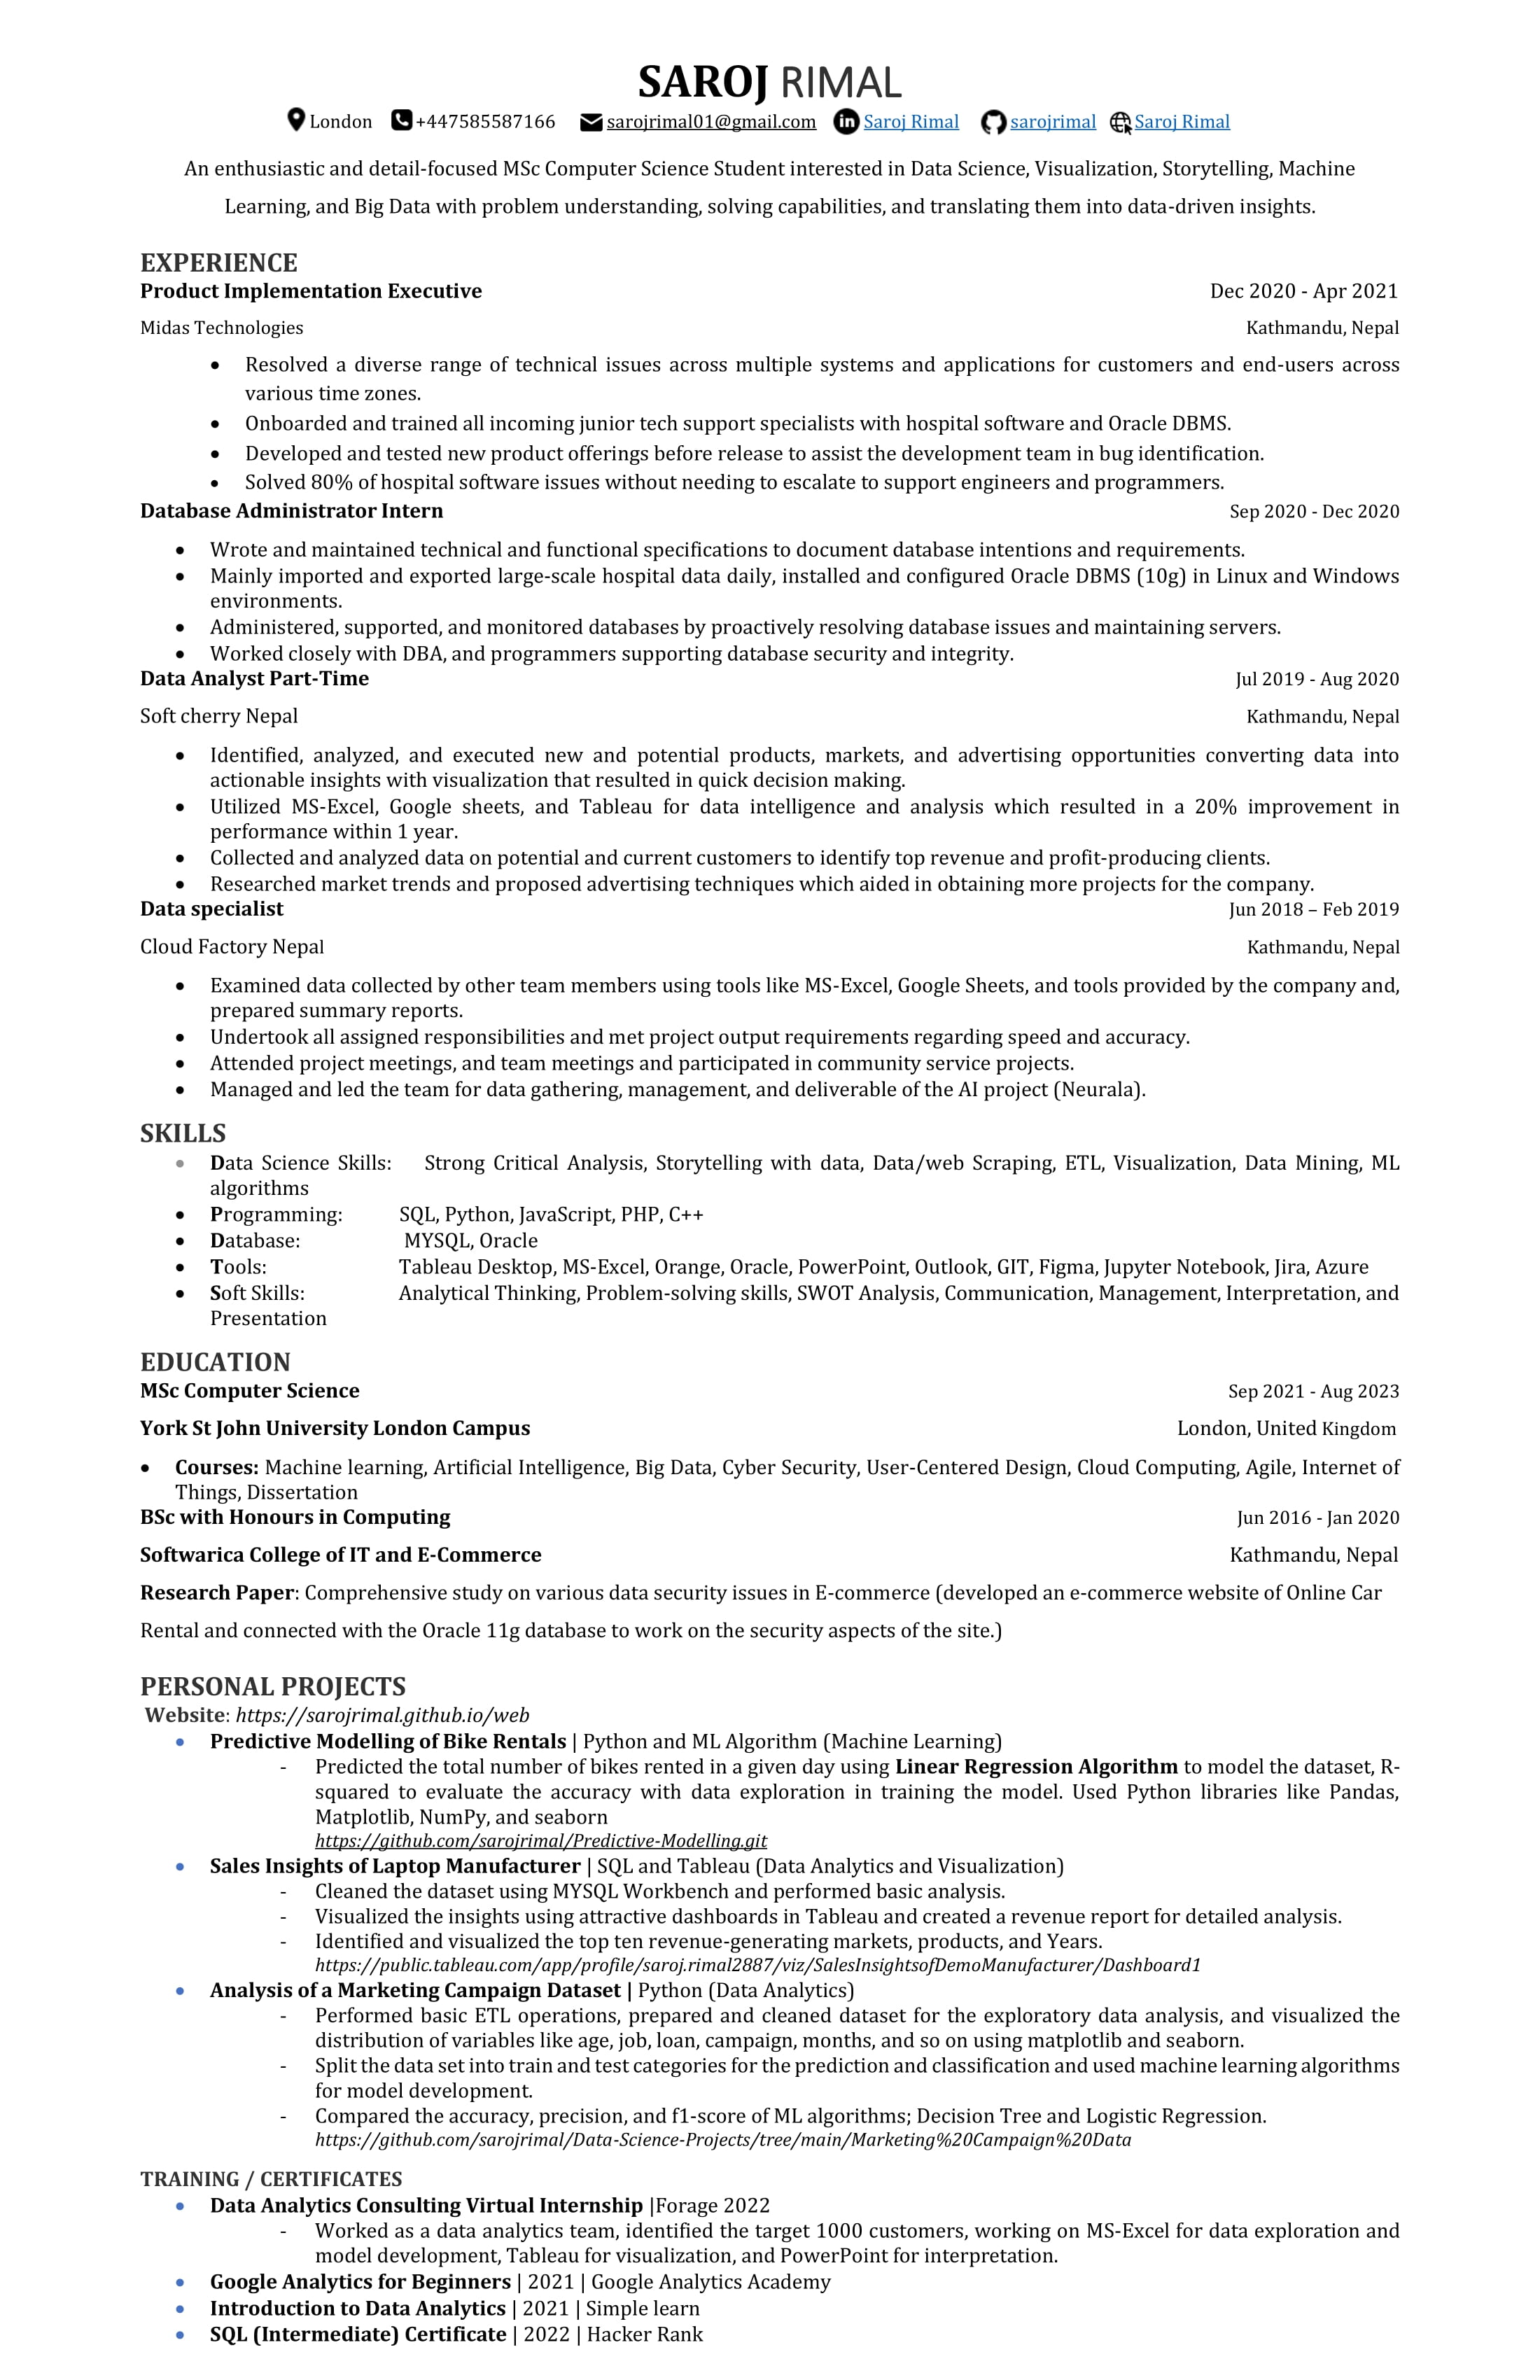 SAROJ RIMAL
London +447585587166 sarojrimal01@gmail.com Saroj Rimal sarojrimal Saroj Rimal
An enthusiastic and detail-focused MSc Computer Science Student interested in Data Science, Visualization, Storytelling, Machine
Learning, and Big Data with problem understanding, solving capabilities, and translating them into data-driven insights.
EXPERIENCE
Product Implementation Executive Dec 2020 - Apr 2021
Midas Technologies Kathmandu, Nepal
• Resolved a diverse range of technical issues across multiple systems and applications for customers and end-users across
various time zones.
• Onboarded and trained all incoming junior tech support specialists with hospital software and Oracle DBMS.
• Developed and tested new product offerings before release to assist the development team in bug identification.
• Solved 80% of hospital software issues without needing to escalate to support engineers and programmers.
Database Administrator Intern Sep 2020 - Dec 2020
• Wrote and maintained technical and functional specifications to document database intentions and requirements.
• Mainly imported and exported large-scale hospital data daily, installed and configured Oracle DBMS (10g) in Linux and Windows
environments.
• Administered, supported, and monitored databases by proactively resolving database issues and maintaining servers.
• Worked closely with DBA, and programmers supporting database security and integrity.
Data Analyst Part-Time Jul 2019 - Aug 2020
Soft cherry Nepal Kathmandu, Nepal
• Identified, analyzed, and executed new and potential products, markets, and advertising opportunities converting data into
actionable insights with visualization that resulted in quick decision making.
• Utilized MS-Excel, Google sheets, and Tableau for data intelligence and analysis which resulted in a 20% improvement in
performance within 1 year.
• Collected and analyzed data on potential and current customers to identify top revenue and profit-producing clients.
• Researched market trends and proposed advertising techniques which aided in obtaining more projects for the company.
Data specialist Jun 2018 – Feb 2019
Cloud Factory Nepal Kathmandu, Nepal
• Examined data collected by other team members using tools like MS-Excel, Google Sheets, and tools provided by the company and,
prepared summary reports.
• Undertook all assigned responsibilities and met project output requirements regarding speed and accuracy.
• Attended project meetings, and team meetings and participated in community service projects.
• Managed and led the team for data gathering, management, and deliverable of the AI project (Neurala).
SKILLS
• Data Science Skills: Strong Critical Analysis, Storytelling with data, Data/web Scraping, ETL, Visualization, Data Mining, ML
algorithms
• Programming: SQL, Python, JavaScript, PHP, C++
• Database: MYSQL, Oracle
• Tools: Tableau Desktop, MS-Excel, Orange, Oracle, PowerPoint, Outlook, GIT, Figma, Jupyter Notebook, Jira, Azure
• Soft Skills: Analytical Thinking, Problem-solving skills, SWOT Analysis, Communication, Management, Interpretation, and
Presentation
EDUCATION
MSc Computer Science Sep 2021 - Aug 2023
York St John University London Campus London, United Kingdom
• Courses: Machine learning, Artificial Intelligence, Big Data, Cyber Security, User-Centered Design, Cloud Computing, Agile, Internet of
Things, Dissertation
BSc with Honours in Computing Jun 2016 - Jan 2020
Softwarica College of IT and E-Commerce Kathmandu, Nepal
Research Paper: Comprehensive study on various data security issues in E-commerce (developed an e-commerce website of Online Car
Rental and connected with the Oracle 11g database to work on the security aspects of the site.)
PERSONAL PROJECTS
Website: https://sarojrimal.github.io/web
• Predictive Modelling of Bike Rentals | Python and ML Algorithm (Machine Learning)
- Predicted the total number of bikes rented in a given day using Linear Regression Algorithm to model the dataset, R-
squared to evaluate the accuracy with data exploration in training the model. Used Python libraries like Pandas,
Matplotlib, NumPy, and seaborn
https://github.com/sarojrimal/Predictive-Modelling.git
• Sales Insights of Laptop Manufacturer | SQL and Tableau (Data Analytics and Visualization)
- Cleaned the dataset using MYSQL Workbench and performed basic analysis.
- Visualized the insights using attractive dashboards in Tableau and created a revenue report for detailed analysis.
- Identified and visualized the top ten revenue-generating markets, products, and Years.
https://public.tableau.com/app/profile/saroj.rimal2887/viz/SalesInsightsofDemoManufacturer/Dashboard1
• Analysis of a Marketing Campaign Dataset | Python (Data Analytics)
- Performed basic ETL operations, prepared and cleaned dataset for the exploratory data analysis, and visualized the
distribution of variables like age, job, loan, campaign, months, and so on using matplotlib and seaborn.
- Split the data set into train and test categories for the prediction and classification and used machine learning algorithms
for model development.
- Compared the accuracy, precision, and f1-score of ML algorithms; Decision Tree and Logistic Regression.
https://github.com/sarojrimal/Data-Science-Projects/tree/main/Marketing%20Campaign%20Data
TRAINING / CERTIFICATES
• Data Analytics Consulting Virtual Internship |Forage 2022
- Worked as a data analytics team, identified the target 1000 customers, working on MS-Excel for data exploration and
model development, Tableau for visualization, and PowerPoint for interpretation.
• Google Analytics for Beginners | 2021 | Google Analytics Academy
• Introduction to Data Analytics | 2021 | Simple learn
• SQL (Intermediate) Certificate | 2022 | Hacker Rank